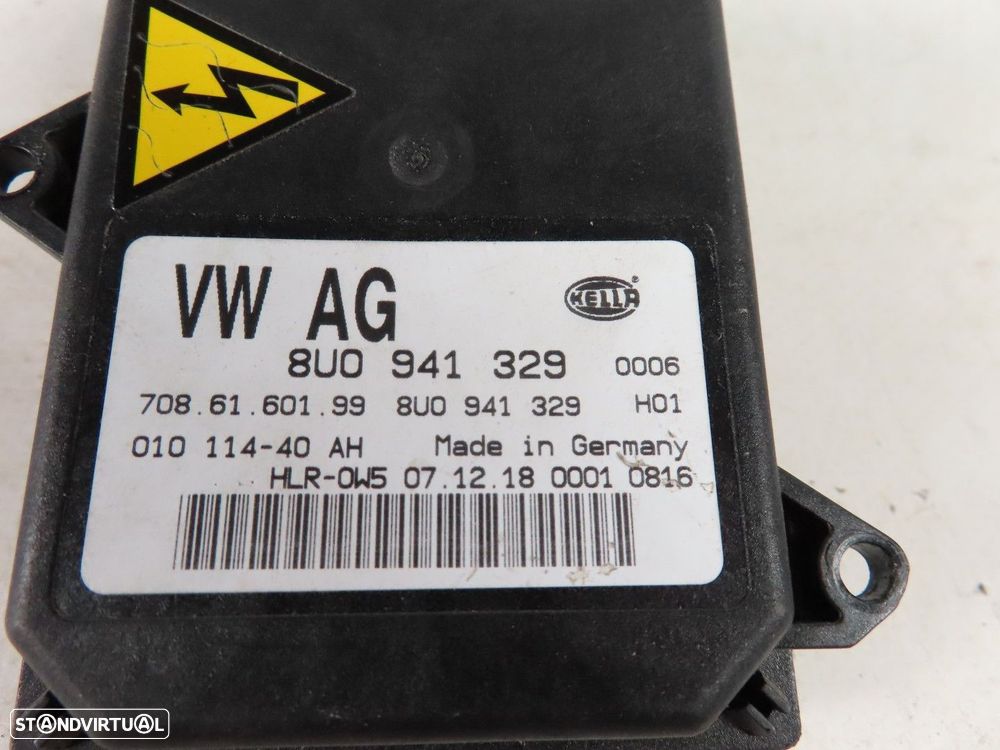 VW AG
HELLA
8U0 941 329 0006
708.61.601.99 8U0 941 329 H01
010 114-40 AH Made in Germany
HLR-0W5 07.12.18 0001 0816
STANDVIRTUAL